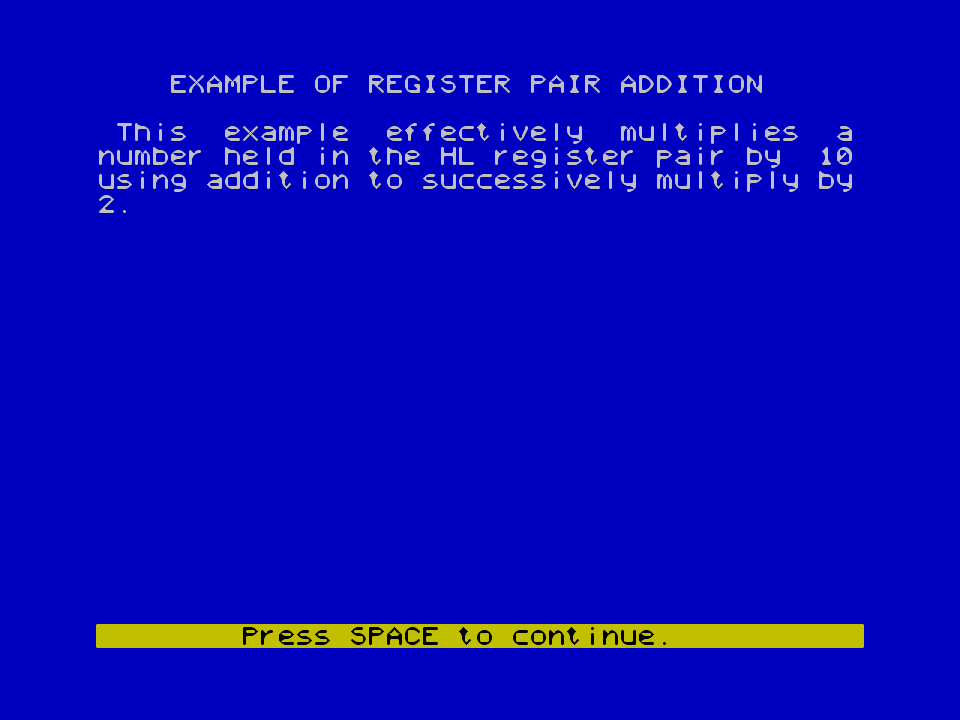 EXAMPLE OF REGISTER PAIR ADDITION
This example effectively multiplies a
number held in the HL register pair by 10
using addition to successively multiply by
2.
Press SPACE to continue.